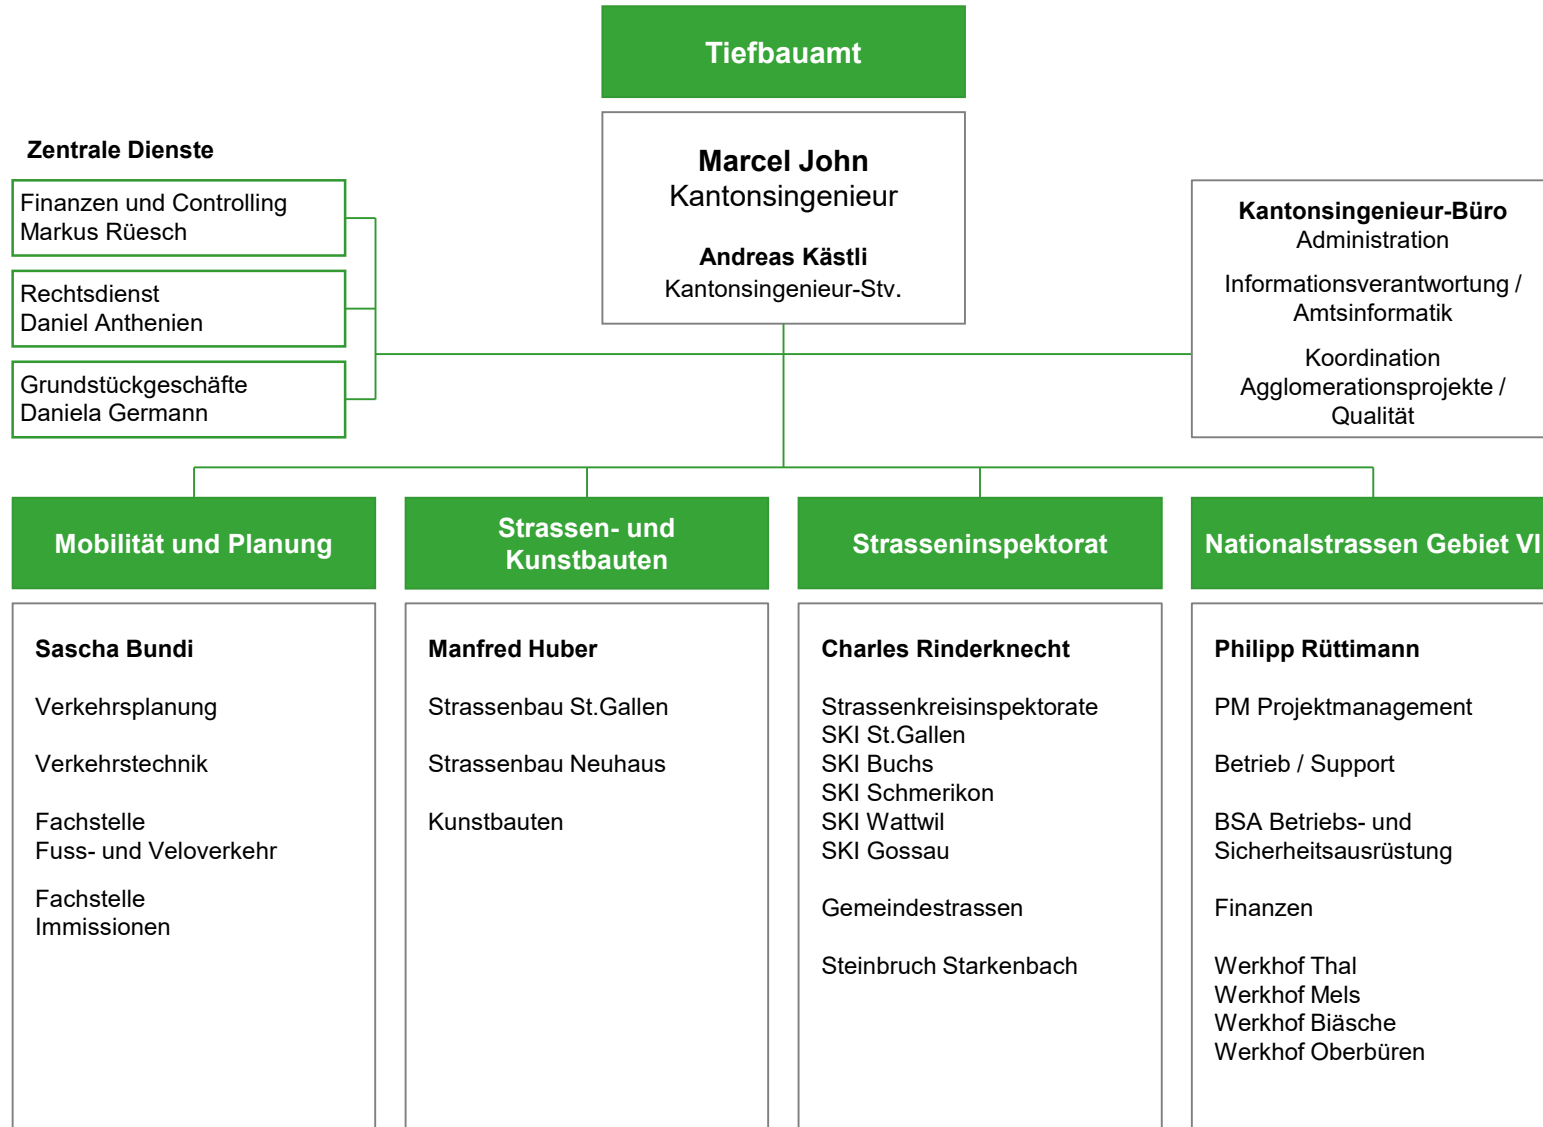 Tiefbauamt
Marcel John
Kantonsingenieur
Andreas Kästli
Kantonsingenieur-Stv.
Zentrale Dienste
Finanzen und Controlling
Markus Rüesch
Rechtsdienst
Daniel Anthenien
Grundstückgeschäfte
Daniela Germann
Kantonsingenieur-Büro
Administration
Informationsverantwortung /
Amtsinformatik
Koordination
Agglomerationsprojekte /
Qualität
Mobilität und Planung
Sascha Bundi
Verkehrsplanung
Verkehrstechnik
Fachstelle
Fuss- und Veloverkehr
Fachstelle
Immissionen
Strassen- und
Kunstbauten
Manfred Huber
Strassenbau St.Gallen
Strassenbau Neuhaus
Kunstbauten
Strasseninspektorat
Charles Rinderknecht
Strassenkreisinspektorate
SKI St.Gallen
SKI Buchs
SKI Schmerikon
SKI Wattwil
SKI Gossau
Gemeindestrassen
Steinbruch Starkenbach
Nationalstrassen Gebiet VI
Philipp Rüttimann
PM Projektmanagement
Betrieb / Support
BSA Betriebs- und
Sicherheitsausrüstung
Finanzen
Werkhof Thal
Werkhof Mels
Werkhof Biäsche
Werkhof Oberbüren